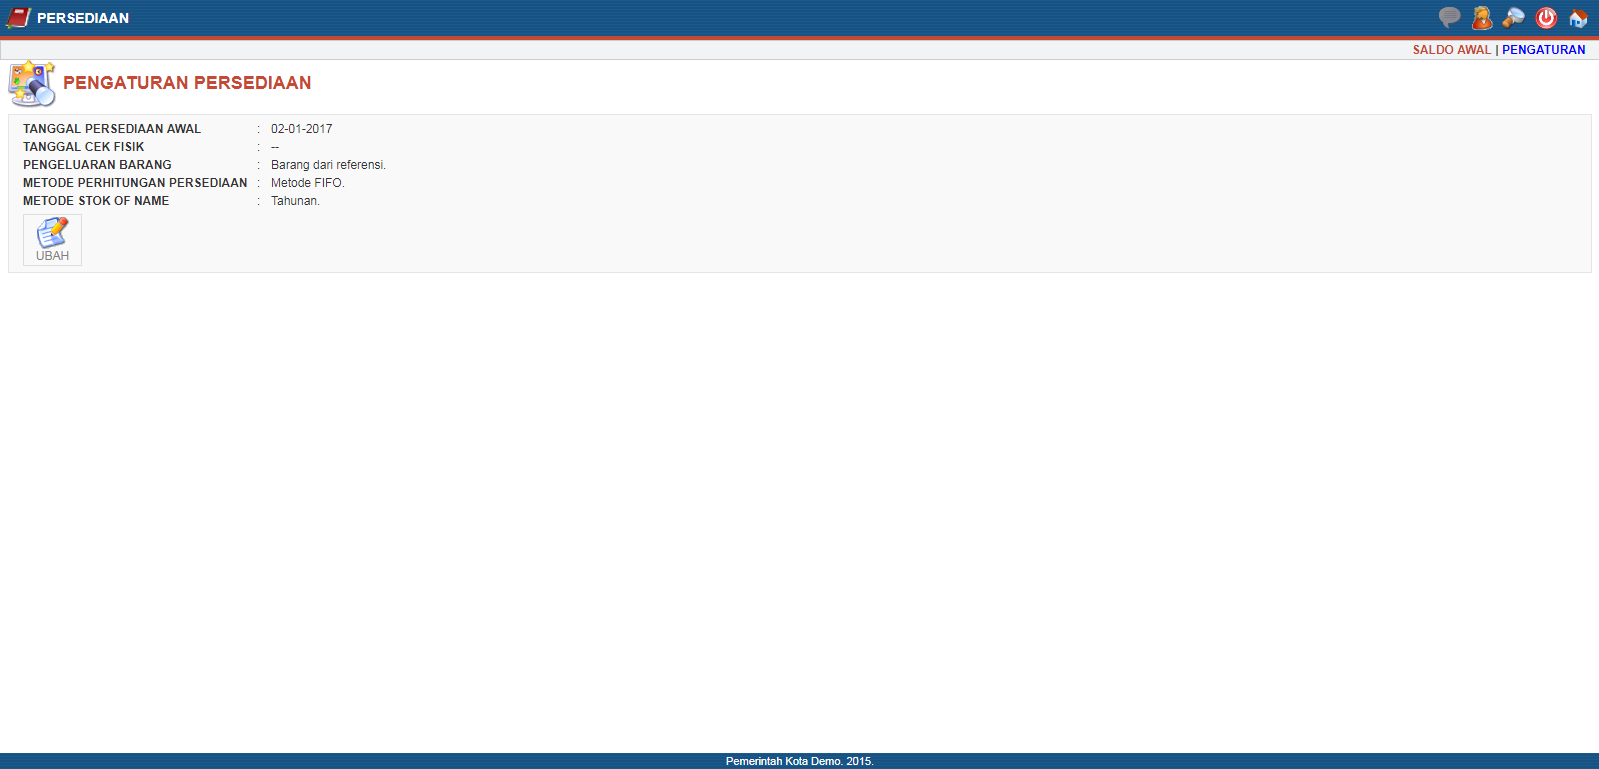 PERSEDIAAN
SALDO AWAL | PENGATURAN
PENGATURAN PERSEDIAAN
TANGGAL PERSEDIAAN AWAL : 02-01-2017
TANGGAL CEK FISIK : --
PENGELUARAN BARANG : Barang dari referensi.
METODE PERHITUNGAN PERSEDIAAN : Metode FIFO.
METODE STOK OF NAME : Tahunan.
UBAH
Pemerintah Kota Demo. 2015.